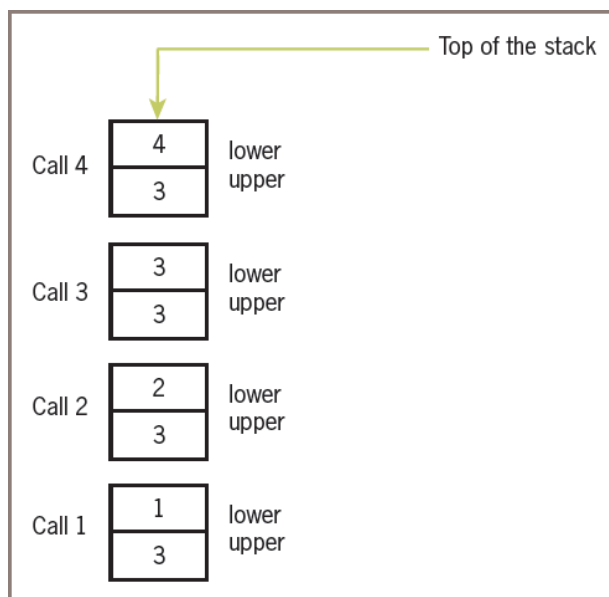 Top of the stack
Call 4
4
lower
3
upper
Call 3
3
lower
3
upper
Call 2
2
lower
3
upper
Call 1
1
lower
3
upper